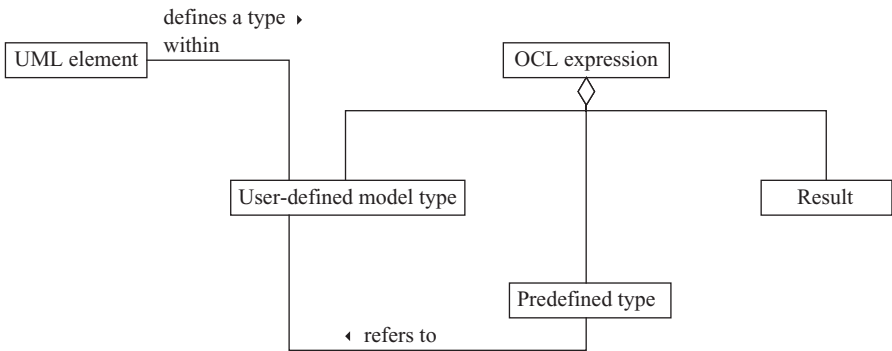 defines a type
within
UML element
OCL expression
User-defined model type
Result
Predefined type
refers to